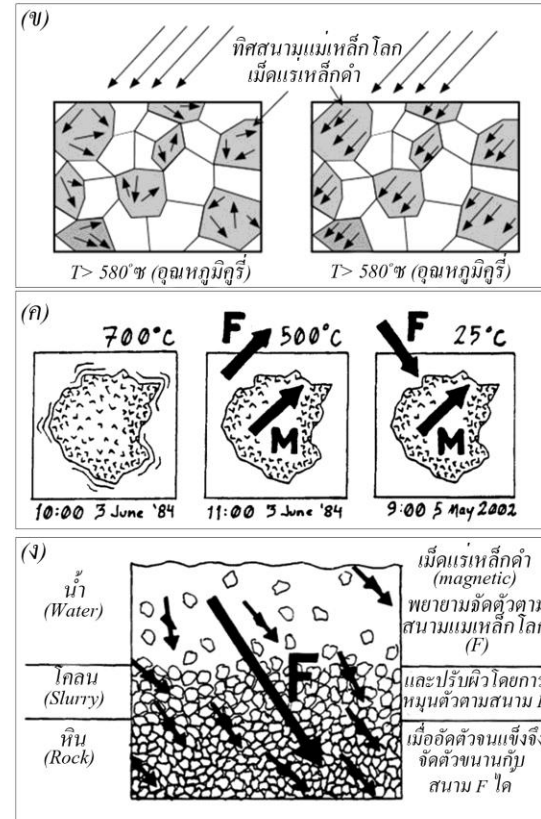 (ข)
ทิศสนามแม่เหล็กโลก
เม็ดแร่เหล็กดำ
T> 580°ซ (อุณหภูมิคูรี่)
T> 580°ซ (อุณหภูมิคูรี่)
(ค)
700°C
F
500°C
F
25°C
M
M
10:00 3 June '84
11:00 3 June '84
9:00 5 May 2002
(ง)
น้ำ
(Water)
โคลน
(Slurry)
หิน
(Rock)
F
เม็ดแร่เหล็กดำ
(magnetic)
พยายามจัดตัวตาม
สนามแมเหล็กโลก
(F)
และปรับผิวโดยการ
หมุนตัวตามสนาม
เมื่ออัดตัวจนแข็งจึง
จัดตัวขนานกับ
สนาม F ได้